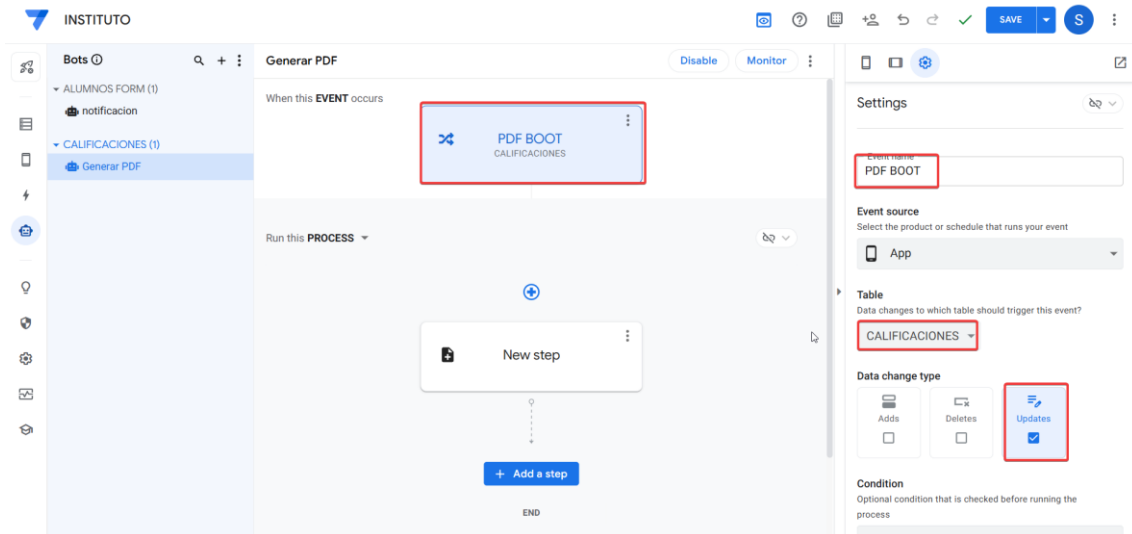 INSTITUTO
SAVE
S
Bots
ALUMNOS FORM (1)
notificacion
CALIFICACIONES (1)
Generar PDF
Generar PDF
Disable
Monitor
When this EVENT occurs
PDF BOOT
CALIFICACIONES
Run this PROCESS
New step
+ Add a step
END
Settings
Event name
PDF BOOT
Event source
Select the product or schedule that runs your event
App
Table
Data changes to which table should trigger this event?
CALIFICACIONES
Data change type
Adds
Deletes
Updates
Condition
Optional condition that is checked before running the
process